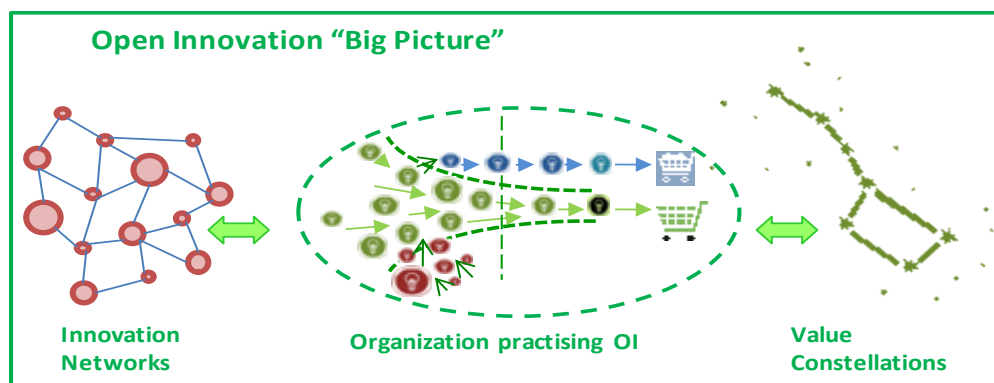 Open Innovation “Big Picture”
Innovation
Networks
Organization practising OI
Value
Constellations